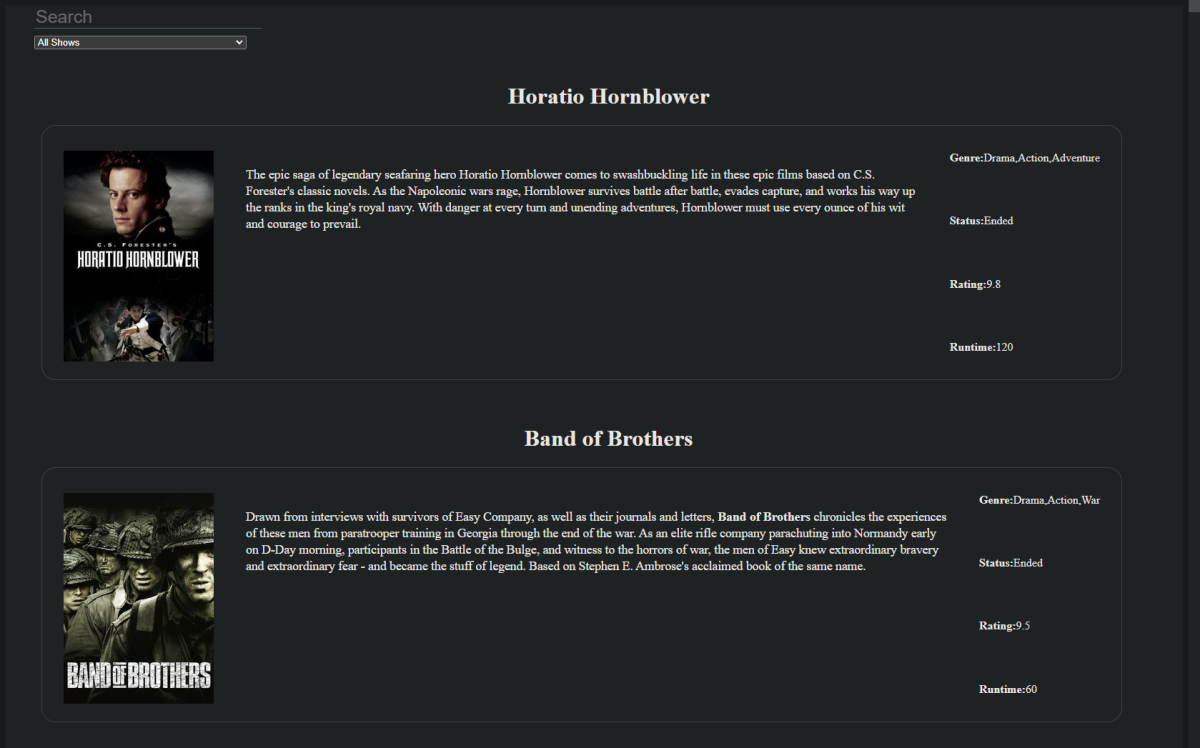 Search
All Shows
Horatio Hornblower
C.S. FORESTER'S
HORATIO HORNBLOWER
The epic saga of legendary seafaring hero Horatio Hornblower comes to swashbuckling life in these epic films based on C.S.
Forester's classic novels. As the Napoleonic wars rage, Hornblower survives battle after battle, evades capture, and works his way up
the ranks in the king's royal navy. With danger at every turn and unending adventures, Hornblower must use every ounce of his wit
and courage to prevail.
Genre:Drama,Action,Adventure
Status:Ended
Rating:9.8
Runtime:120
Band of Brothers
BAND OF BROTHERS
Drawn from interviews with survivors of Easy Company, as well as their journals and letters, Band of Brothers chronicles the experiences
of these men from paratrooper training in Georgia through the end of the war. As an elite rifle company parachuting into Normandy early
on D-Day morning, participants in the Battle of the Bulge, and witness to the horrors of war, the men of Easy knew extraordinary bravery
and extraordinary fear - and became the stuff of legend. Based on Stephen E. Ambrose's acclaimed book of the same name.
Genre:Drama,Action,War
Status:Ended
Rating:9.5
Runtime:60